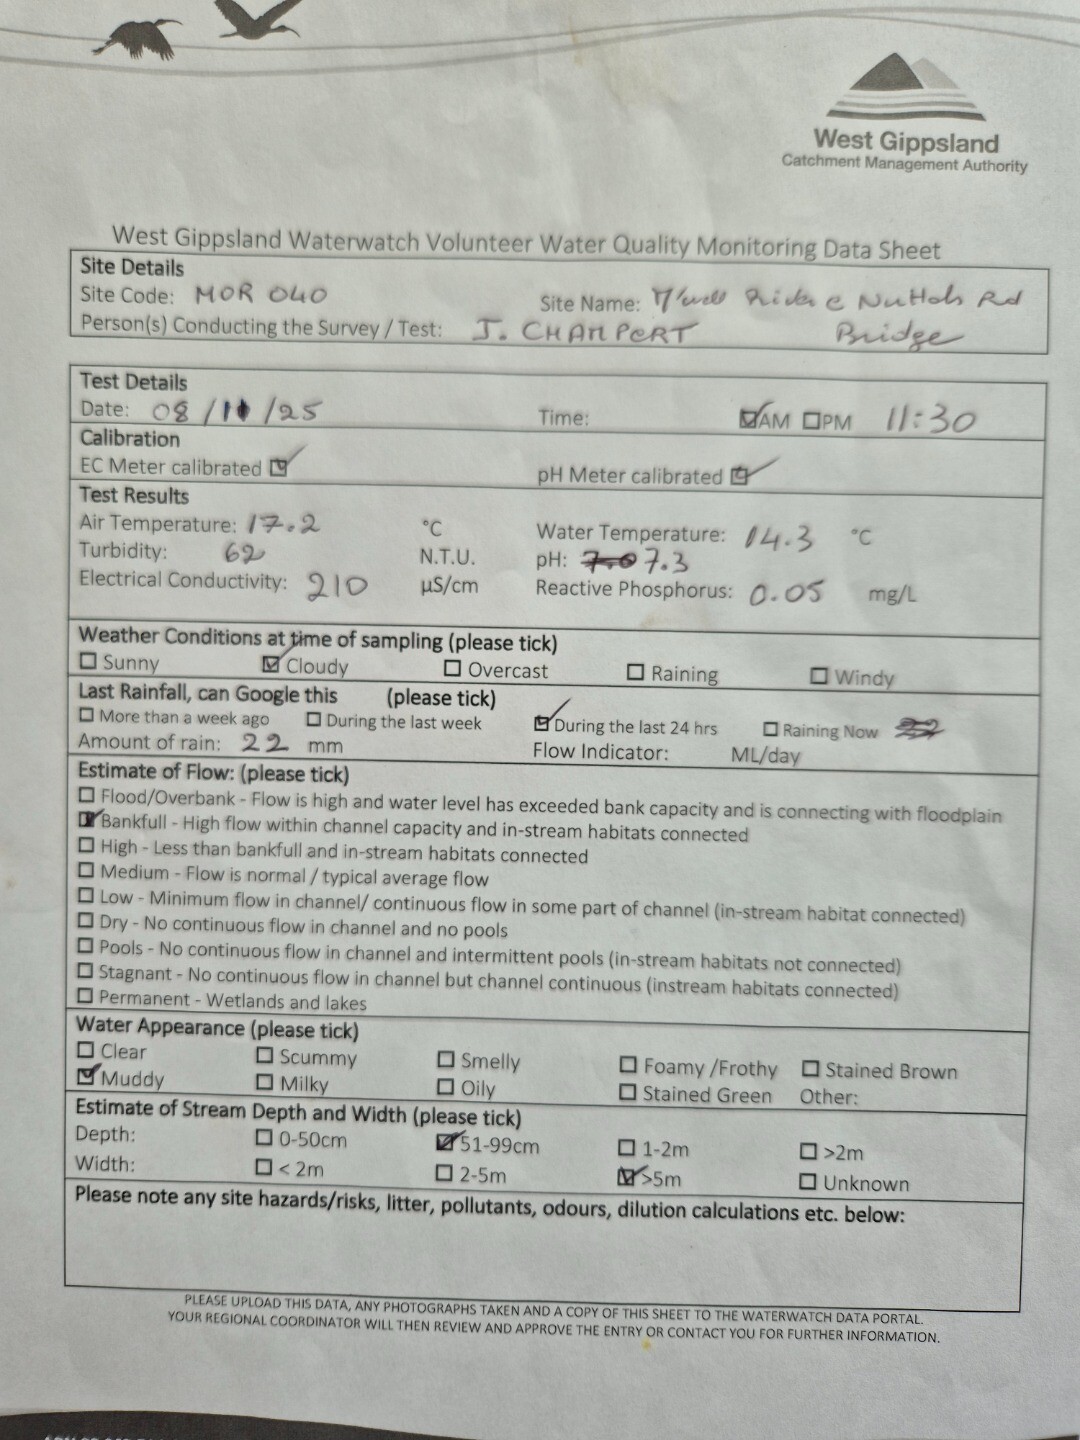 West Gippsland
Catchment Management Authority
West Gippsland Waterwatch Volunteer Water Quality Monitoring Data Sheet
Site Details
Site Code: MOR 040 Site Name: M/well River @ Nuttals Rd
Person(s) Conducting the Survey / Test: J. CHAMPERT Bridge
Test Details
Date: 08/11/25 Time: ☑AM ☐PM 11:30
Calibration
EC Meter calibrated ☑ pH Meter calibrated ☑
Test Results
Air Temperature: 17.2 °C Water Temperature: 14.3 °C
Turbidity: 62 N.T.U. pH: 7.3
Electrical Conductivity: 210 µS/cm Reactive Phosphorus: 0.05 mg/L
Weather Conditions at time of sampling (please tick)
☐ Sunny ☑ Cloudy ☐ Overcast ☐ Raining ☐ Windy
Last Rainfall, can Google this (please tick)
☐ More than a week ago ☐ During the last week ☑ During the last 24 hrs ☐ Raining Now
Amount of rain: 22 mm Flow Indicator: ML/day
Estimate of Flow: (please tick)
☐ Flood/Overbank - Flow is high and water level has exceeded bank capacity and is connecting with floodplain
☑ Bankfull - High flow within channel capacity and in-stream habitats connected
☐ High - Less than bankfull and in-stream habitats connected
☐ Medium - Flow is normal / typical average flow
☐ Low - Minimum flow in channel/ continuous flow in some part of channel (in-stream habitat connected)
☐ Dry - No continuous flow in channel and no pools
☐ Pools - No continuous flow in channel and intermittent pools (in-stream habitats not connected)
☐ Stagnant - No continuous flow in channel but channel continuous (instream habitats connected)
☐ Permanent - Wetlands and lakes
Water Appearance (please tick)
☐ Clear ☐ Scummy ☐ Smelly ☐ Foamy /Frothy ☐ Stained Brown
☑ Muddy ☐ Milky ☐ Oily ☐ Stained Green Other:
Estimate of Stream Depth and Width (please tick)
Depth: ☐ 0-50cm ☑ 51-99cm ☐ 1-2m ☐ >2m
Width: ☐ < 2m ☐ 2-5m ☑ >5m ☐ Unknown
Please note any site hazards/risks, litter, pollutants, odours, dilution calculations etc. below:
PLEASE UPLOAD THIS DATA, ANY PHOTOGRAPHS TAKEN AND A COPY OF THIS SHEET TO THE WATERWATCH DATA PORTAL.
YOUR REGIONAL COORDINATOR WILL THEN REVIEW AND APPROVE THE ENTRY OR CONTACT YOU FOR FURTHER INFORMATION.